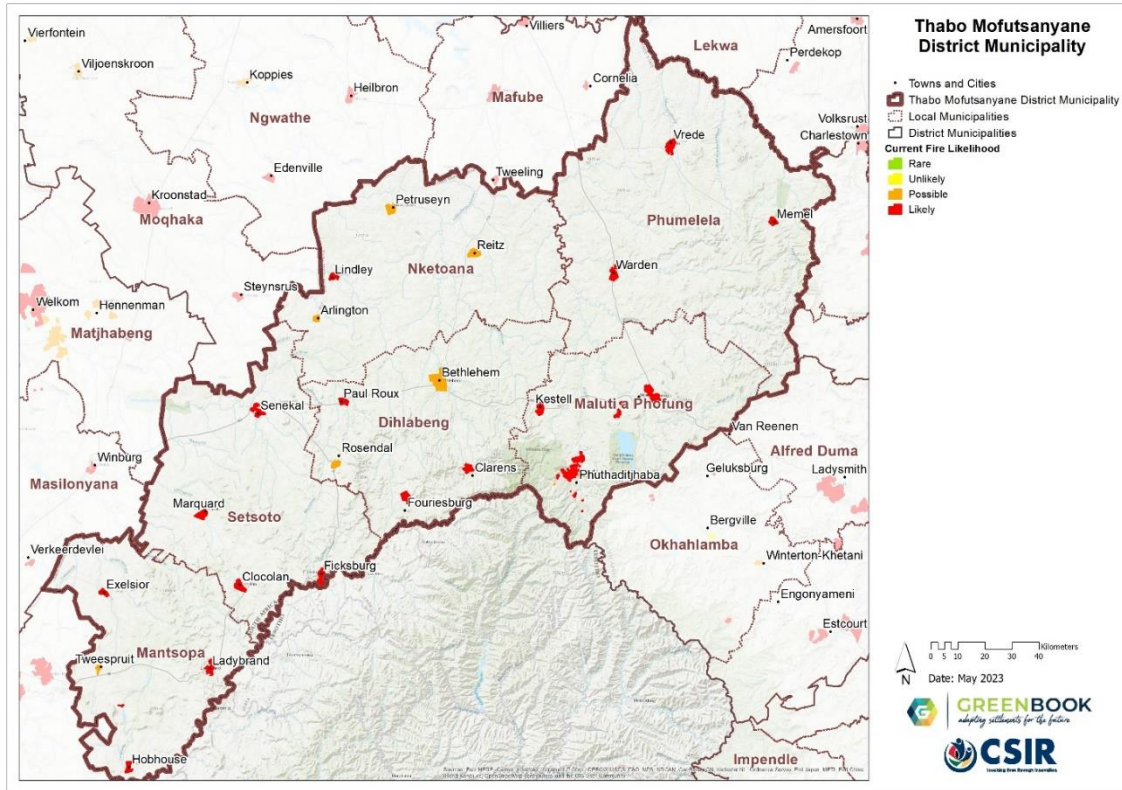 Thabo Mofutsanyane
District Municipality
Towns and Cities
Thabo Mofutsanyane District Municipality
Local Municipalities
District Municipalities
Current Fire Likelihood
Rare
Unlikely
Possible
Likely
Vierfontein
Villiers
Lekwa
Amersfoort
Perdekop
Viljoenskroon
Koppies
Heilbron
Cornelia
Mafube
Ngwathe
Volksrust
Charlestown
Vrede
Edenville
Tweeling
Kroonstad
Moqhaka
Petruseyn
Phumelela
Memel
Reitz
Nketoana
Lindley
Warden
Steynsrus
Welkom
Hennenman
Arlington
Matjhabeng
Bethlehem
Paul Roux
Kestell
Maluti a Phofung
Senekal
Dihlabeng
Van Reenen
Rosendal
Alfred Duma
Winburg
Clarens
Phuthaditjhaba
Geluksburg
Ladysmith
Masilonyana
Fouriesburg
Marquard
Setsoto
Bergville
Okhahlamba
Verkeerdevlei
Winterton-Khetani
Ficksburg
Clocolan
Exelsior
Engonyameni
Estcourt
Mantsopa
Tweespruit
Ladybrand
Hobhouse
Impendle
Kilometers
0 5 10 20 30 40
N
Date: May 2023
GREENBOOK
adapting settlements for the future
CSIR
Touching lives through innovation